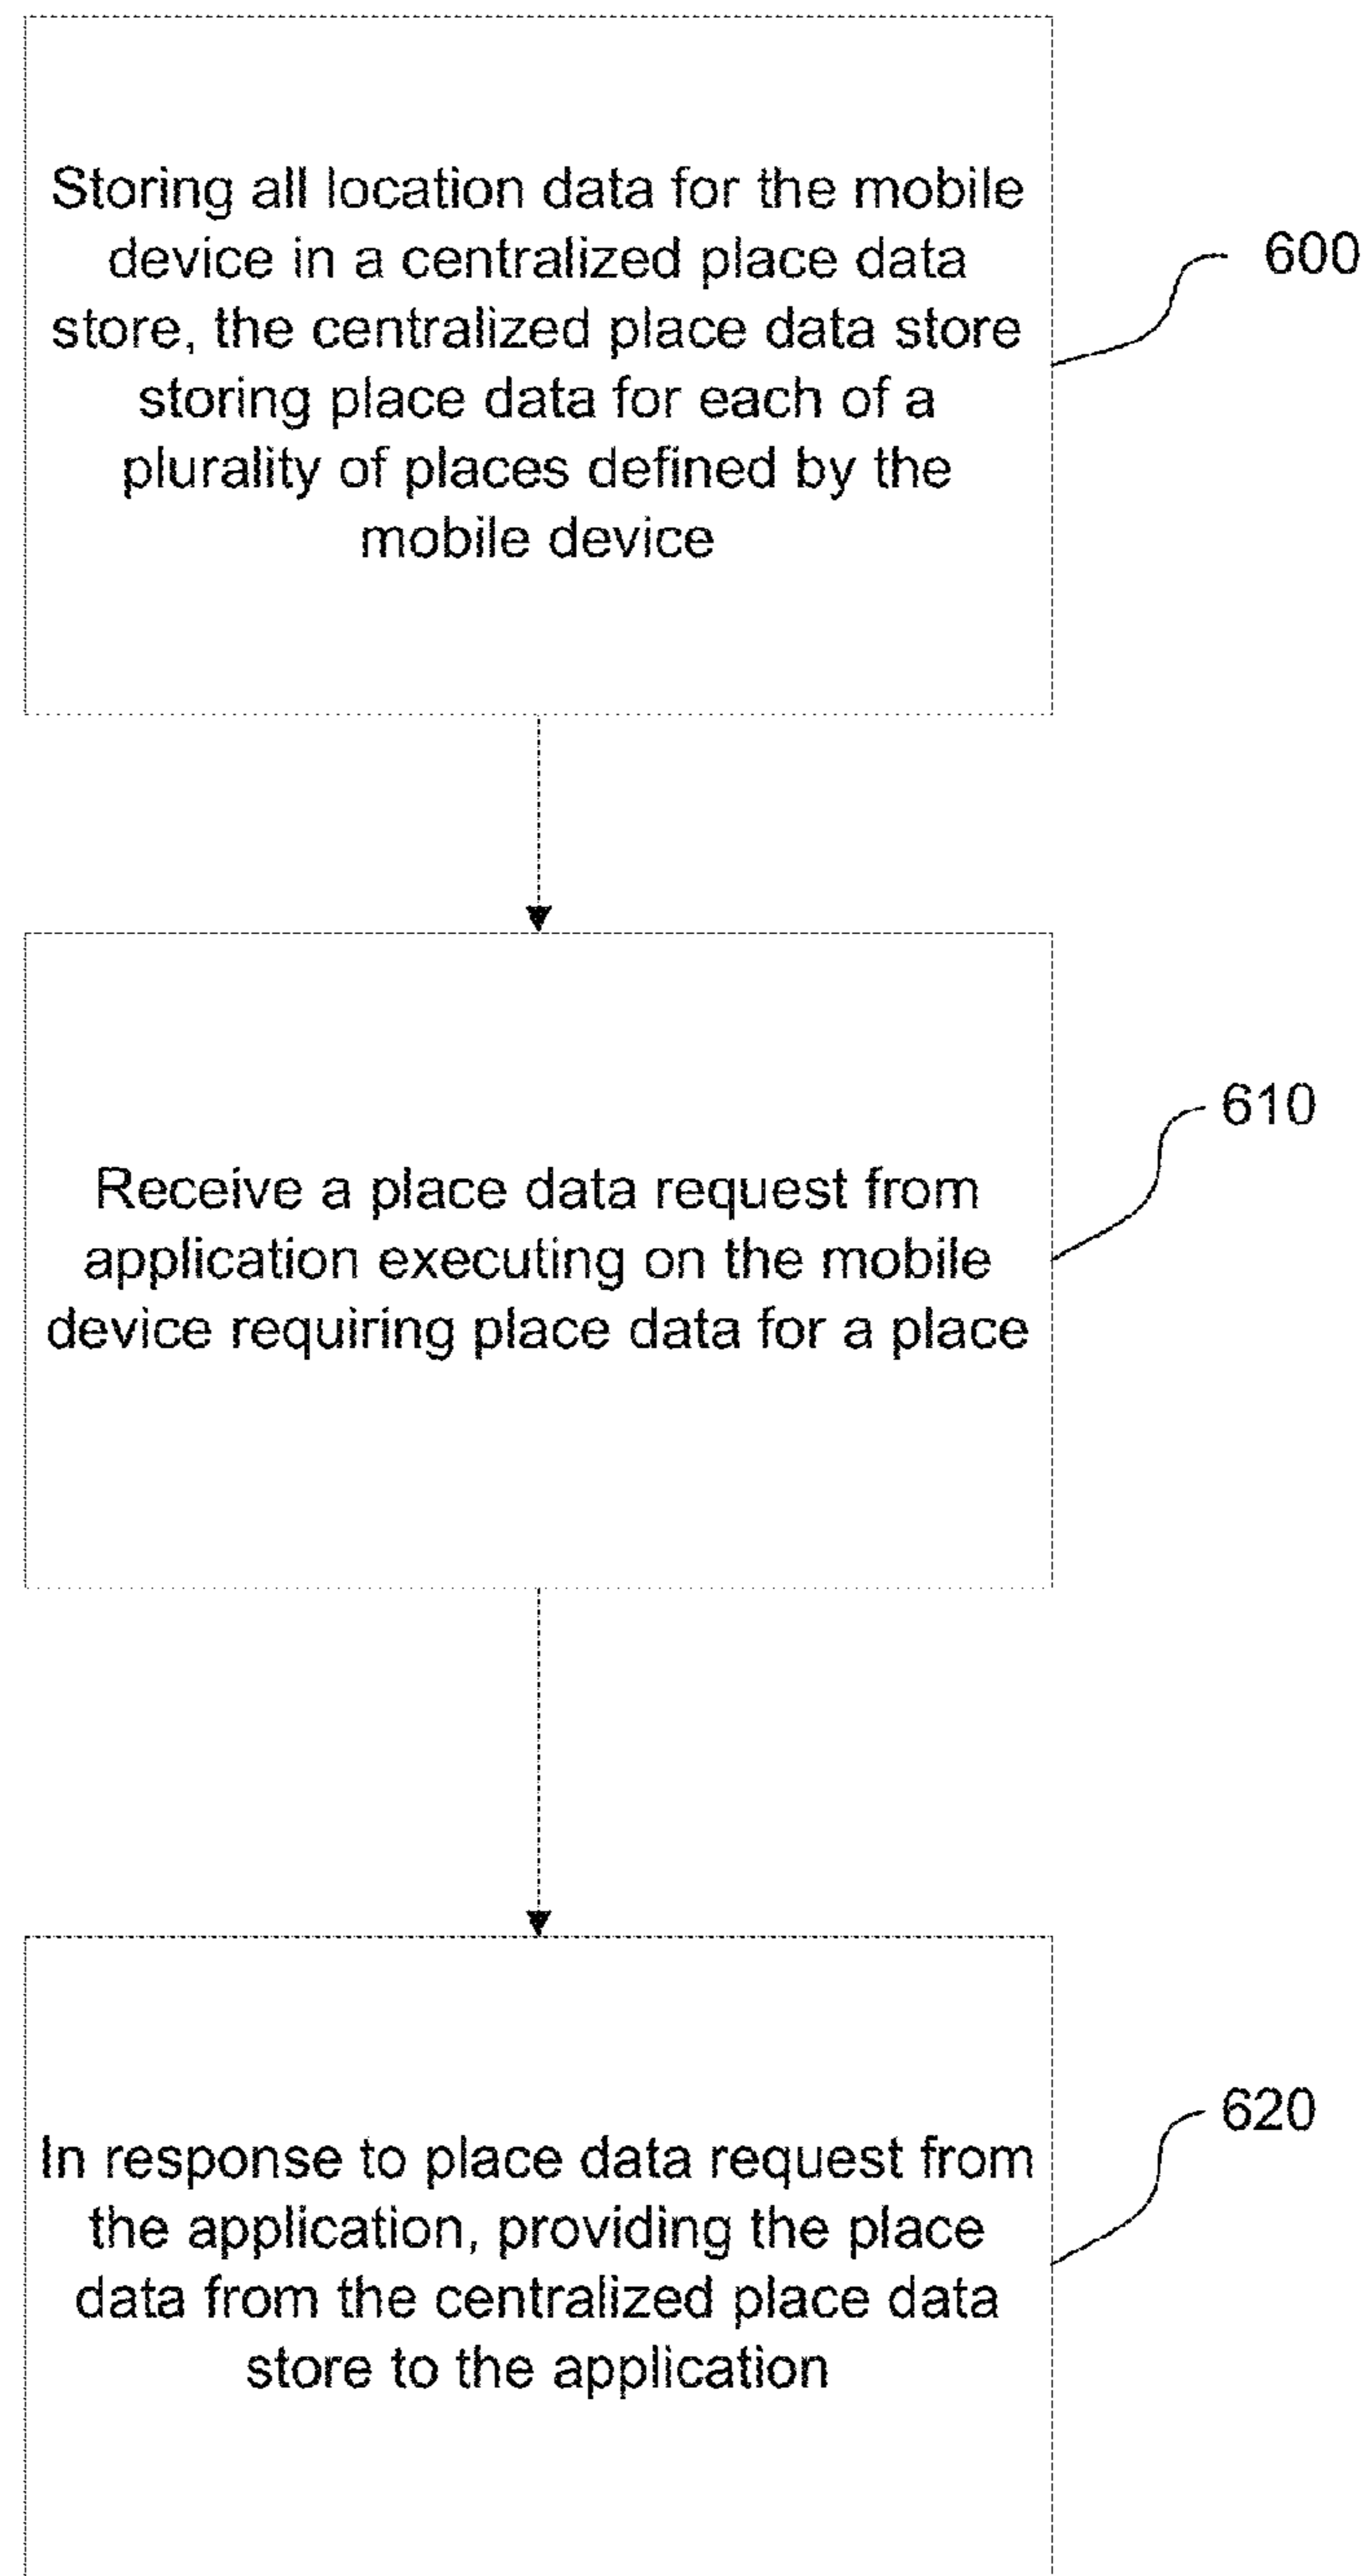 Storing all location data for the mobile
device in a centralized place data
store, the centralized place data store
storing place data for each of a
plurality of places defined by the
mobile device
600
Receive a place data request from
application executing on the mobile
device requiring place data for a place
610
In response to place data request from
the application, providing the place
data from the centralized place data
store to the application
620